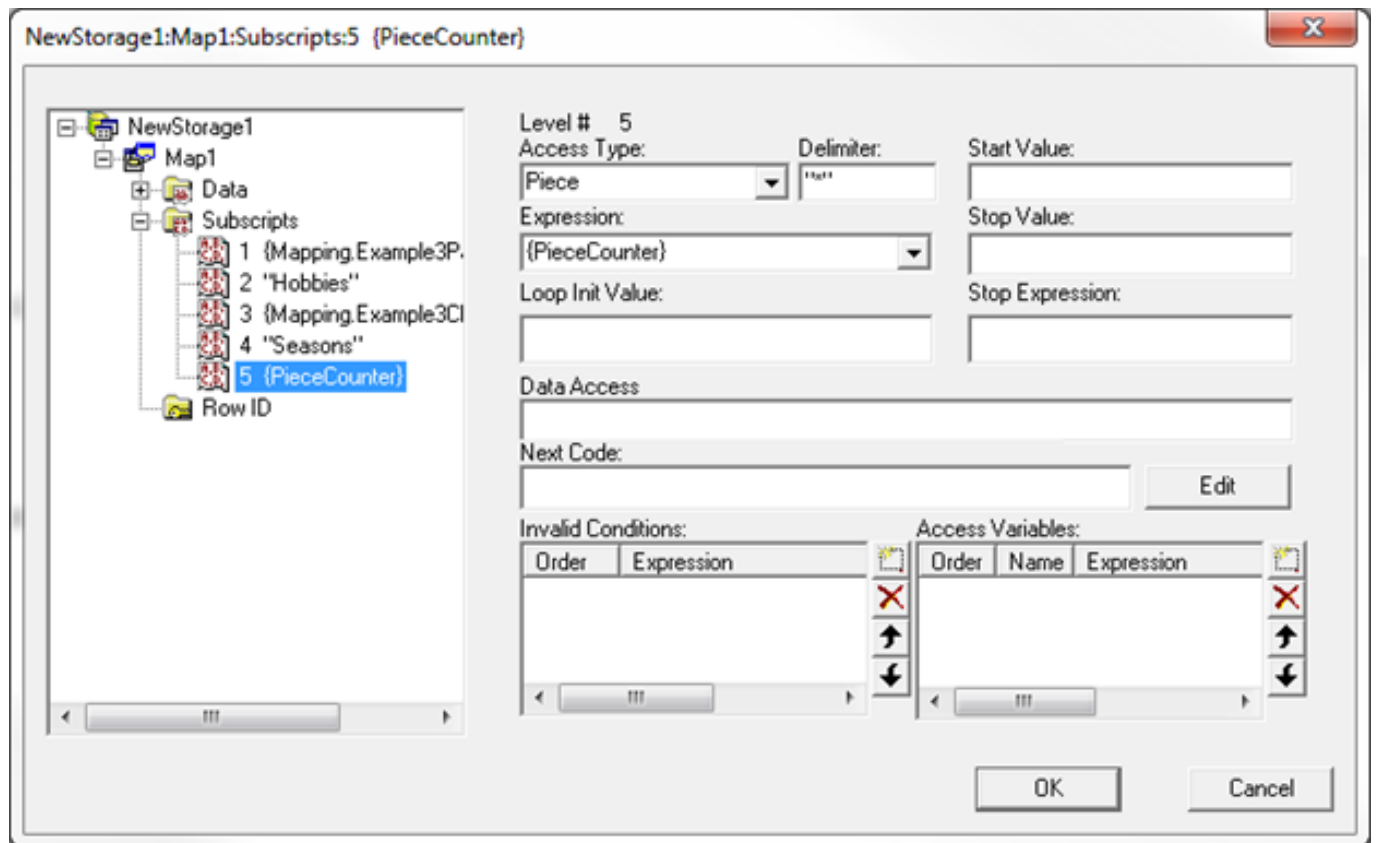 NewStorage1:Map1:Subscripts:5 {PieceCounter}
NewStorage1
Map1
Data
Subscripts
1 {Mapping.Example3P
2 "Hobbies"
3 {Mapping.Example3Cl
4 "Seasons"
5 {PieceCounter}
Row ID
Level # 5
Access Type: Delimiter: Start Value:
Piece
Expression: Stop Value:
{PieceCounter}
Loop Init Value: Stop Expression:
Data Access
Next Code:
Edit
Invalid Conditions: Access Variables:
Order Expression Order Name Expression
OK Cancel